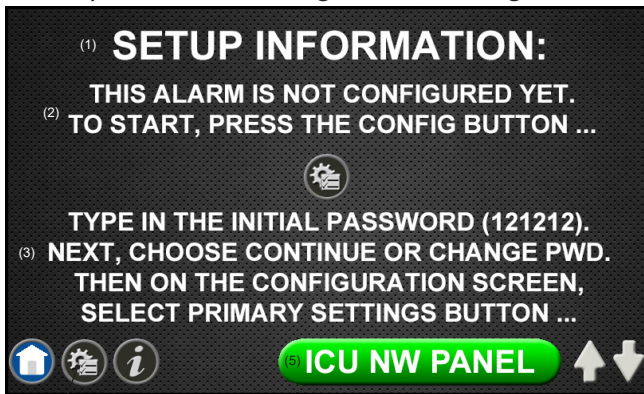 (1) SETUP INFORMATION:
THIS ALARM IS NOT CONFIGURED YET.
(2) TO START, PRESS THE CONFIG BUTTON ...
TYPE IN THE INITIAL PASSWORD (121212).
(3) NEXT, CHOOSE CONTINUE OR CHANGE PWD.
THEN ON THE CONFIGURATION SCREEN,
SELECT PRIMARY SETTINGS BUTTON ...
i
(5) ICU NW PANEL